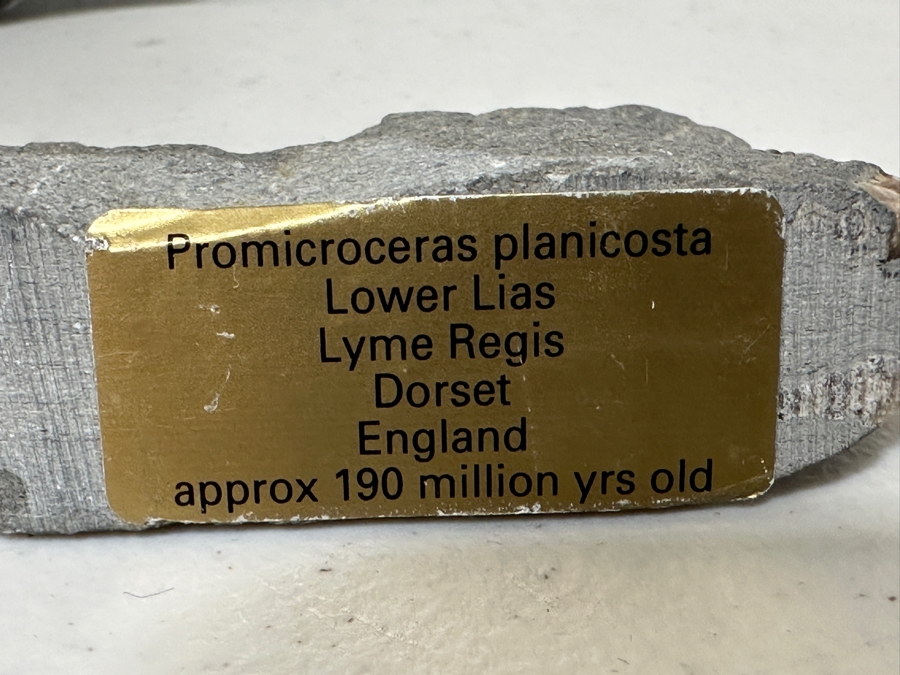 Promicroceras planicosta
Lower Lias
Lyme Regis
Dorset
England
approx 190 million yrs old